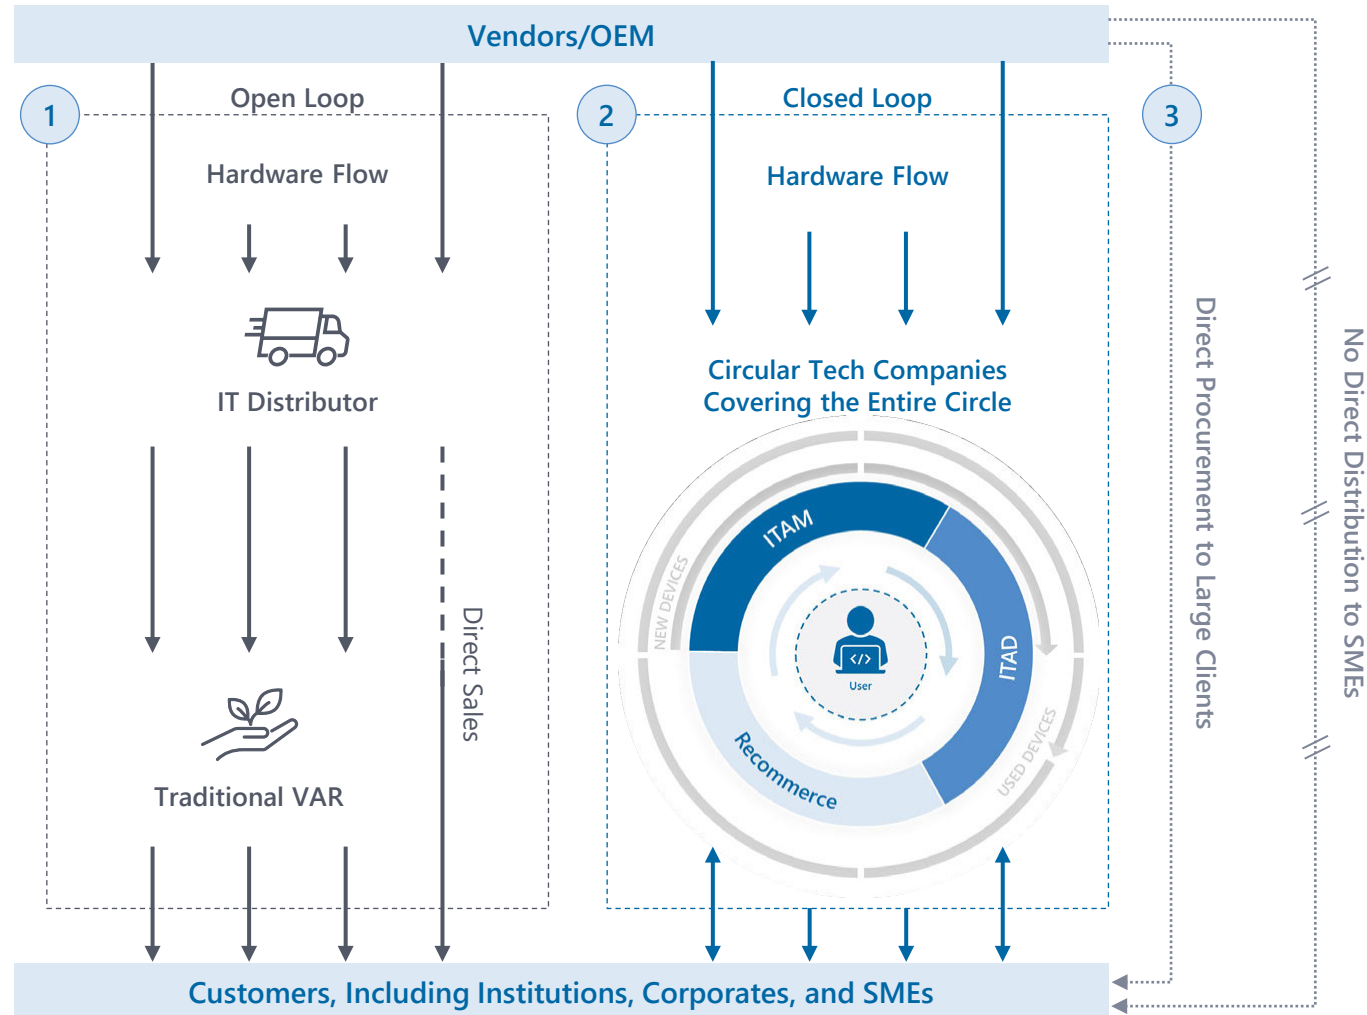 Vendors/OEM
1
Open Loop
Hardware Flow
IT Distributor
Direct Sales
Traditional VAR
2
Closed Loop
Hardware Flow
Circular Tech Companies
Covering the Entire Circle
NEW DEVICES
ITAM
ITAD
</>
User
Recommerce
USED DEVICES
3
Direct Procurement to Large Clients
No Direct Distribution to SMEs
Customers, Including Institutions, Corporates, and SMEs